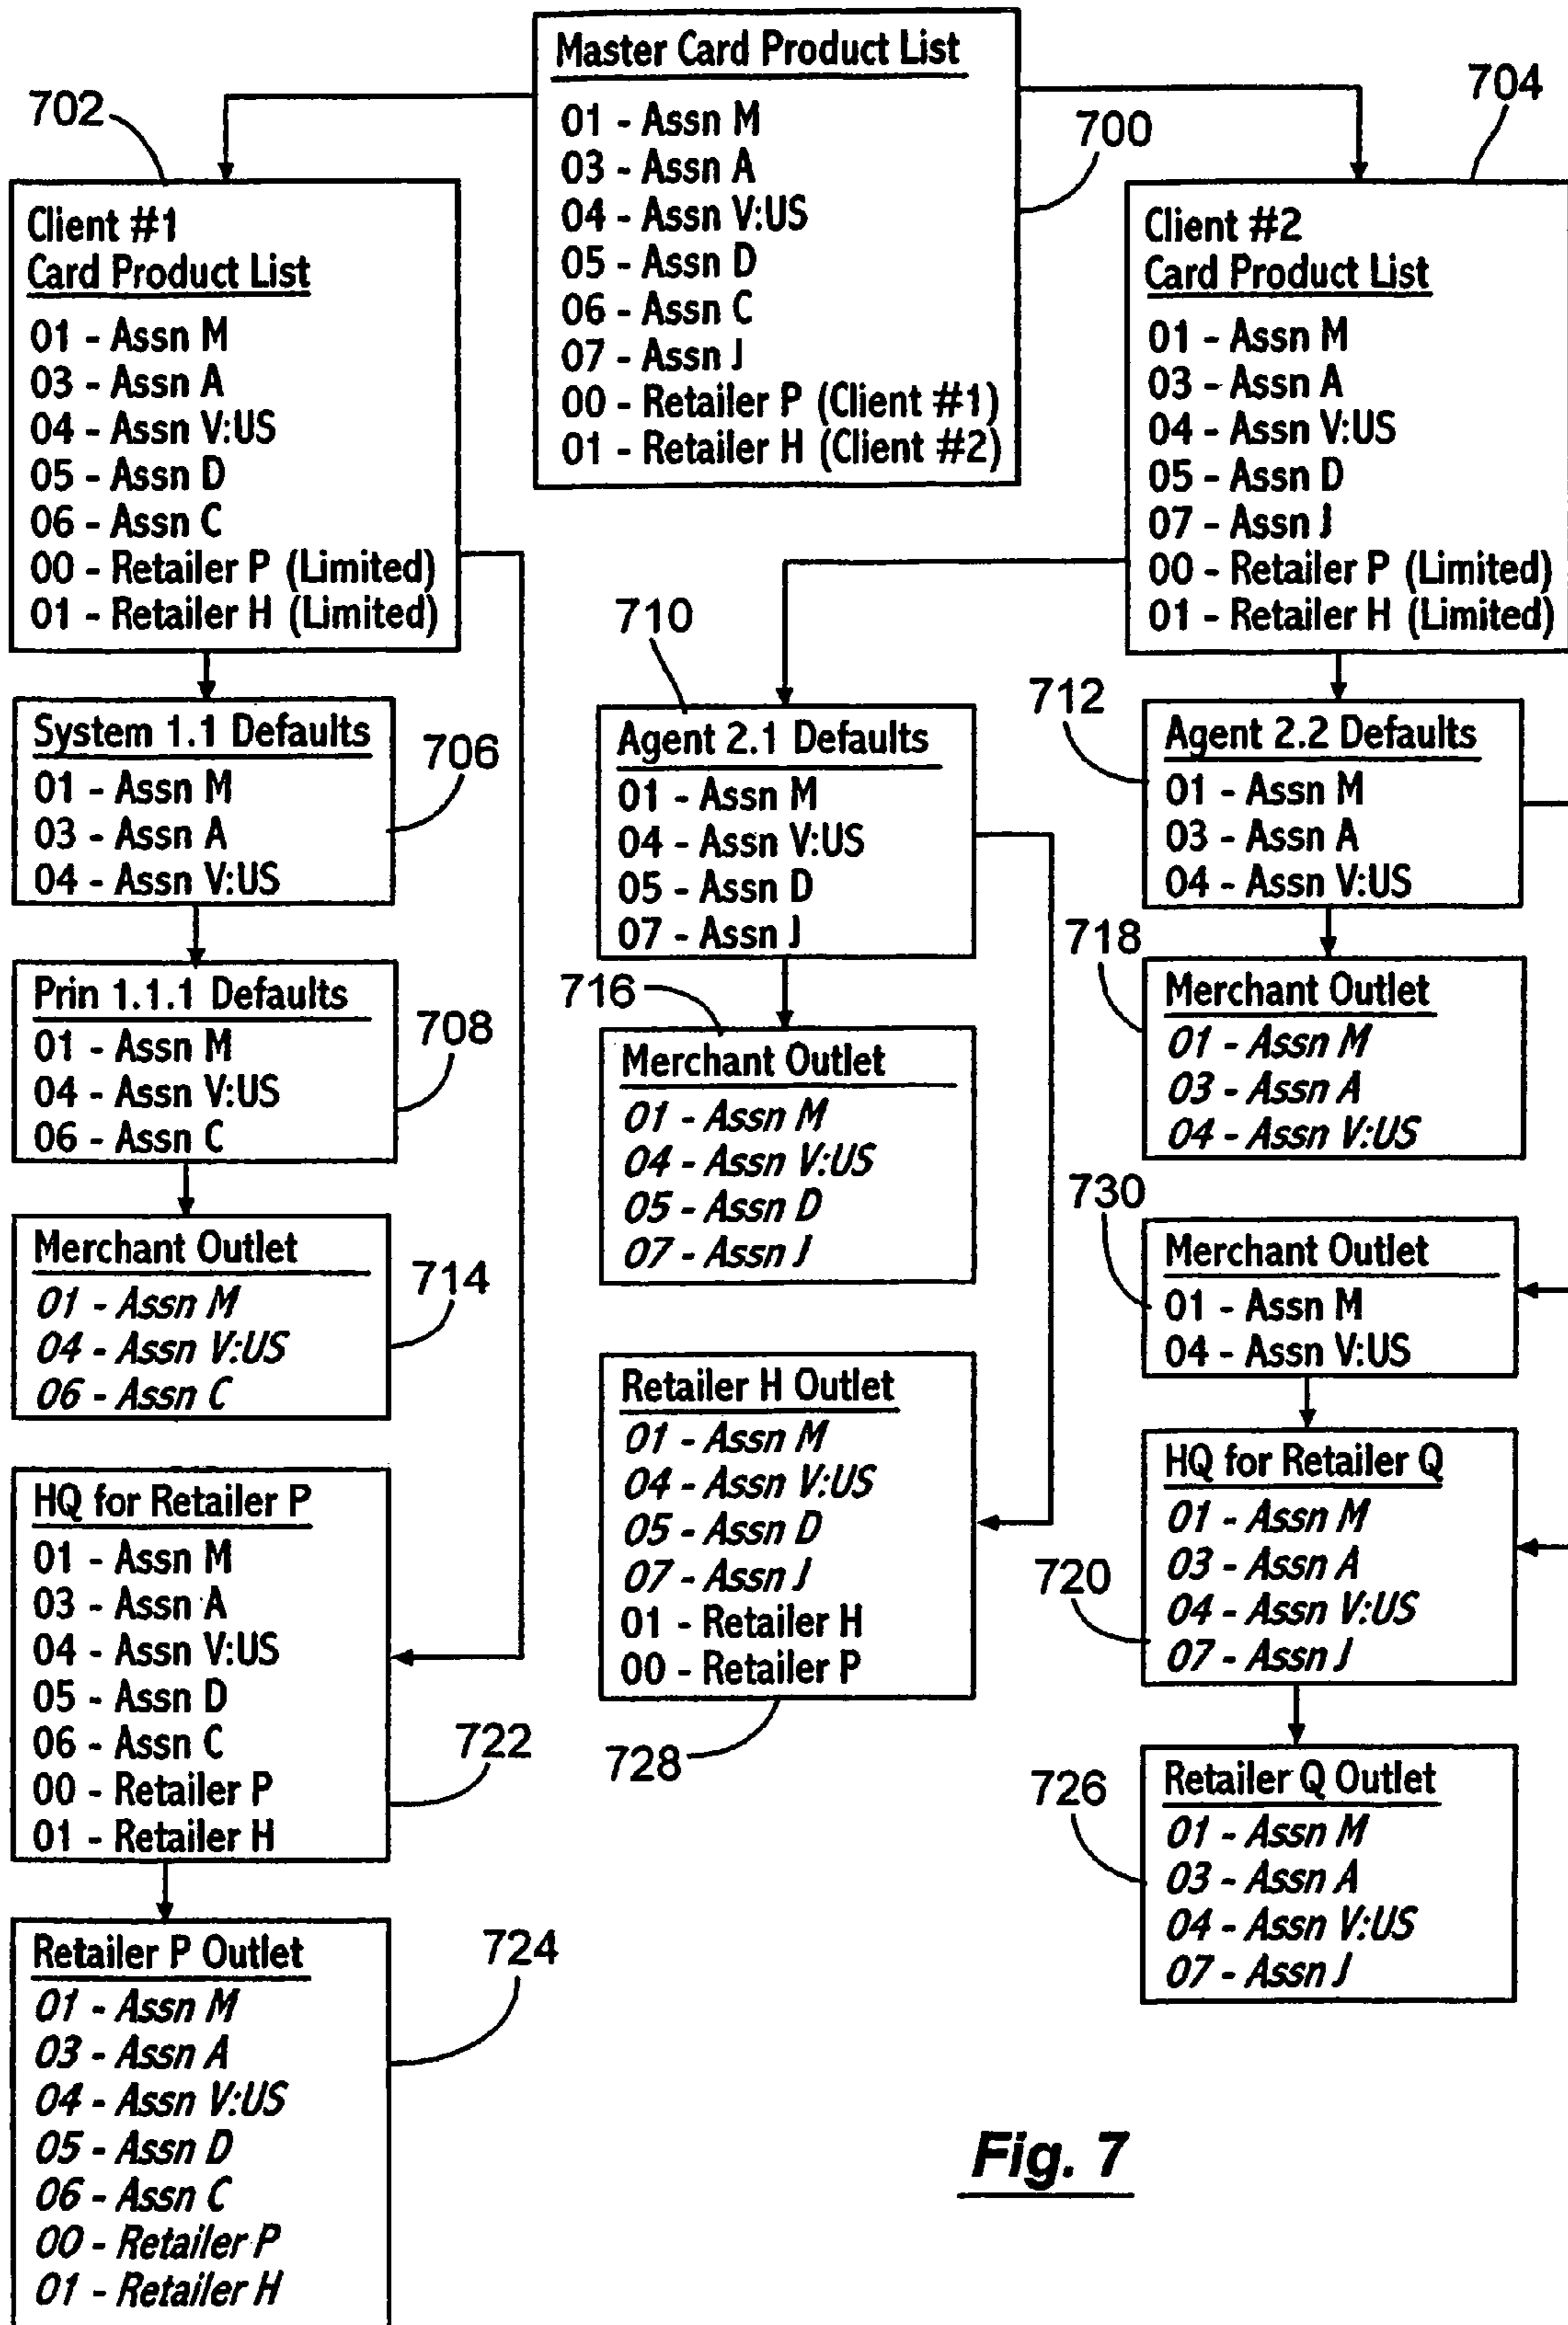 Master Card Product List
01 - Assn M
03 - Assn A
04 - Assn V:US
05 - Assn D
06 - Assn C
07 - Assn J
00 - Retailer P (Client #1)
01 - Retailer H (Client #2)
700
702
Client #1
Card Product List
01 - Assn M
03 - Assn A
04 - Assn V:US
05 - Assn D
06 - Assn C
00 - Retailer P (Limited)
01 - Retailer H (Limited)
704
Client #2
Card Product List
01 - Assn M
03 - Assn A
04 - Assn V:US
05 - Assn D
07 - Assn J
00 - Retailer P (Limited)
01 - Retailer H (Limited)
System 1.1 Defaults
01 - Assn M
03 - Assn A
04 - Assn V:US
706
Prin 1.1.1 Defaults
01 - Assn M
04 - Assn V:US
06 - Assn C
708
Merchant Outlet
01 - Assn M
04 - Assn V:US
06 - Assn C
714
HQ for Retailer P
01 - Assn M
03 - Assn A
04 - Assn V:US
05 - Assn D
06 - Assn C
00 - Retailer P
01 - Retailer H
722
Retailer P Outlet
01 - Assn M
03 - Assn A
04 - Assn V:US
05 - Assn D
06 - Assn C
00 - Retailer P
01 - Retailer H
724
710
Agent 2.1 Defaults
01 - Assn M
04 - Assn V:US
05 - Assn D
07 - Assn J
716
Merchant Outlet
01 - Assn M
04 - Assn V:US
05 - Assn D
07 - Assn J
Retailer H Outlet
01 - Assn M
04 - Assn V:US
05 - Assn D
07 - Assn J
01 - Retailer H
00 - Retailer P
728
712
Agent 2.2 Defaults
01 - Assn M
03 - Assn A
04 - Assn V:US
718
Merchant Outlet
01 - Assn M
03 - Assn A
04 - Assn V:US
730
Merchant Outlet
01 - Assn M
04 - Assn V:US
HQ for Retailer Q
01 - Assn M
03 - Assn A
04 - Assn V:US
07 - Assn J
720
726
Retailer Q Outlet
01 - Assn M
03 - Assn A
04 - Assn V:US
07 - Assn J
Fig. 7